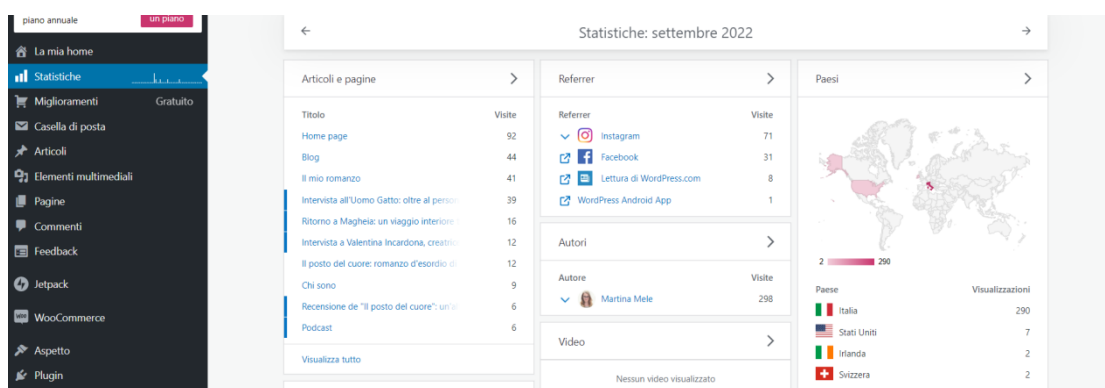 piano annuale
un piano
La mia home
Statistiche
Miglioramenti Gratuito
Casella di posta
Articoli
Elementi multimediali
Pagine
Commenti
Feedback
Jetpack
WooCommerce
Aspetto
Plugin
Statistiche: settembre 2022
Articoli e pagine
Titolo Visite
Home page 92
Blog 44
Il mio romanzo 41
Intervista all'Uomo Gatto: oltre al person 39
Ritorno a Magheia: un viaggio interiore 16
Intervista a Valentina Incardona, creatric 12
Il posto del cuore: romanzo d'esordio di 12
Chi sono 9
Recensione de "Il posto del cuore": un'a 6
Podcast 6
Visualizza tutto
Referrer
Referrer Visite
Instagram 71
Facebook 31
Lettura di WordPress.com 8
WordPress Android App 1
Autori
Autore Visite
Martina Mele 298
Video
Nessun video visualizzato
Paesi
2 290
Paese Visualizzazioni
Italia 290
Stati Uniti 7
Irlanda 2
Svizzera 2